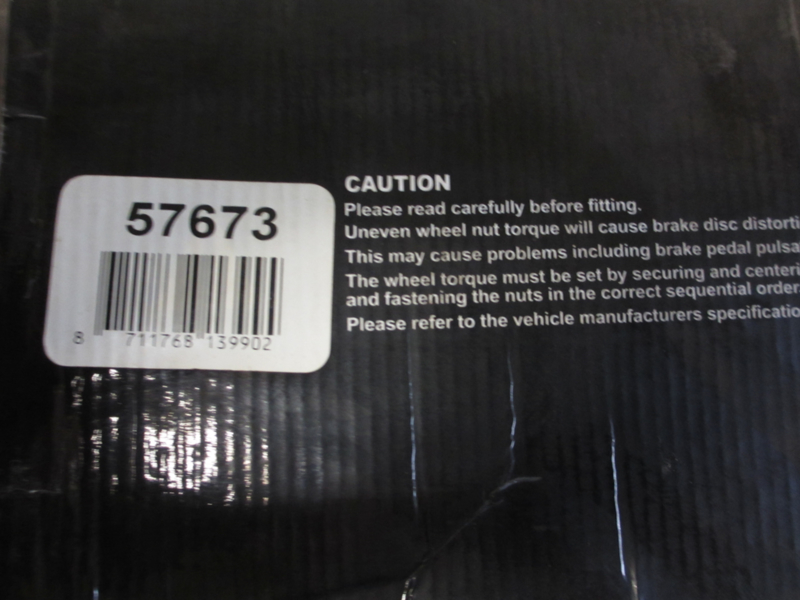 57673
8 711768 139902
CAUTION
Please read carefully before fitting.
Uneven wheel nut torque will cause brake disc
This may cause problems including brake pedal
The wheel torque must be set by securing and
and fastening the nuts in the correct sequential order
Please refer to the vehicle manufacturers